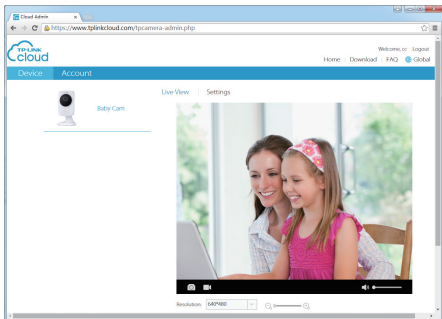 Cloud Admin
https://www.tplinkcloud.com/tpcamera-admin.php
TP-LINK
cloud
Welcome, cc Logout
Home Download FAQ Global
Device Account
Baby Cam
Live View Settings
Resolution 640*480